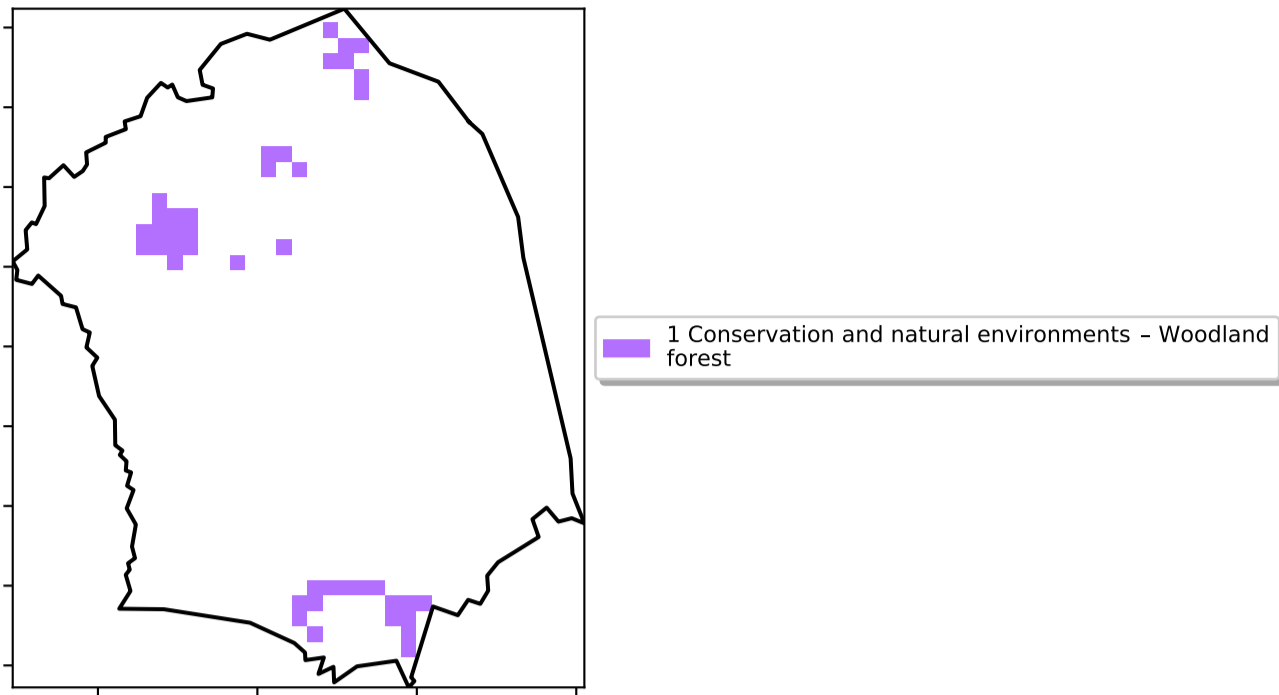 1 Conservation and natural environments – Woodland
forest